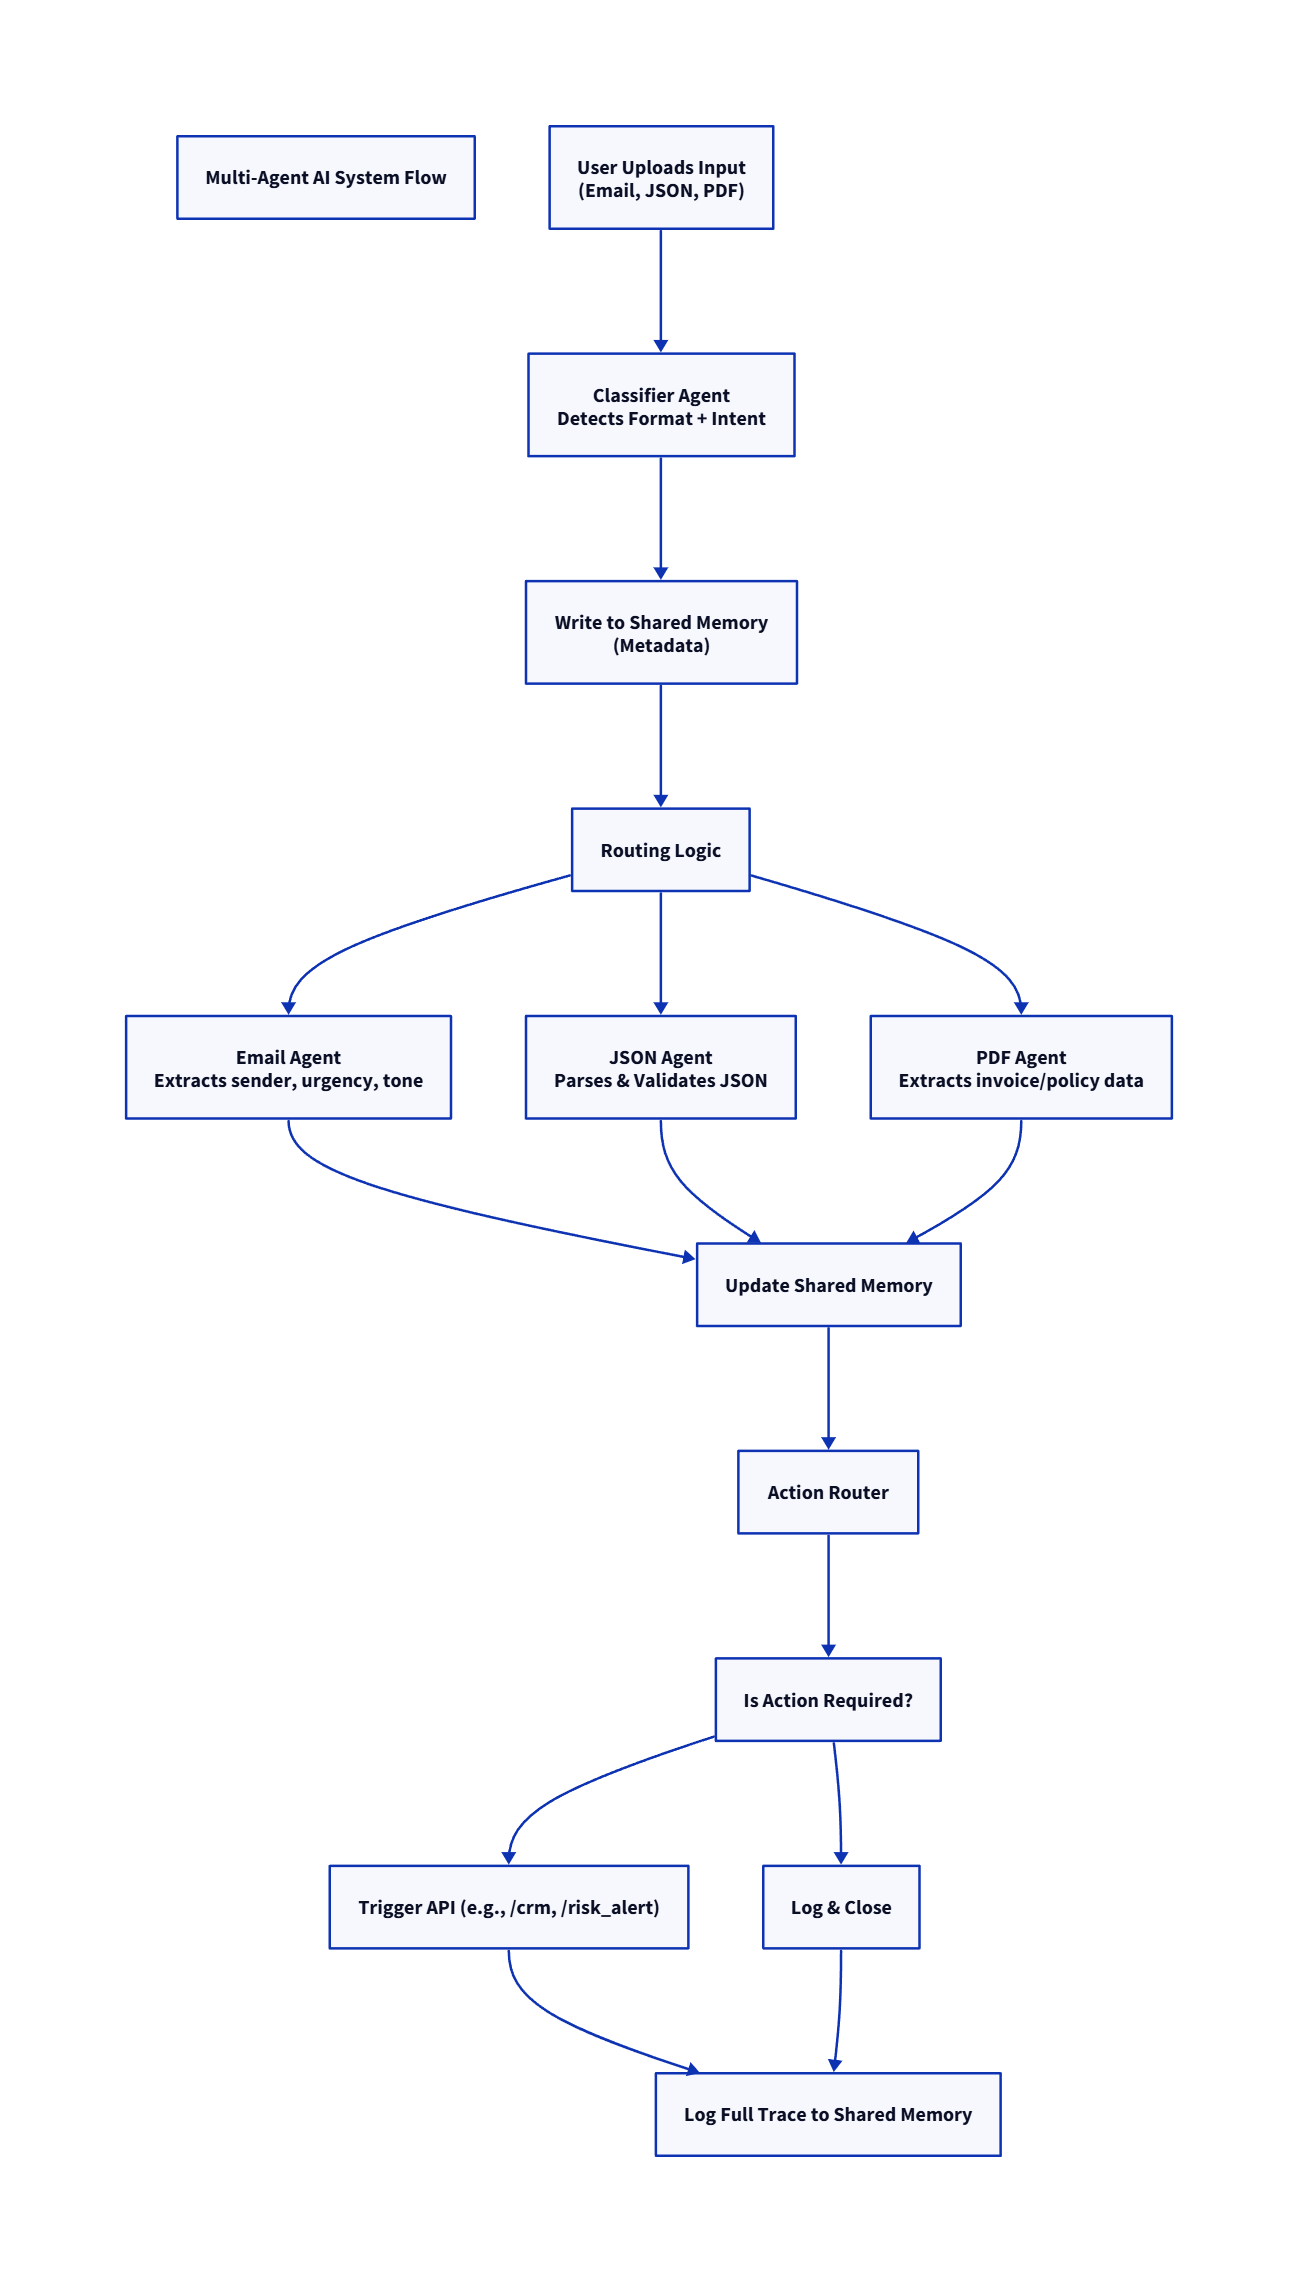 Multi-Agent AI System Flow
User Uploads Input
(Email, JSON, PDF)
Classifier Agent
Detects Format + Intent
Write to Shared Memory
(Metadata)
Routing Logic
Email Agent
Extracts sender, urgency, tone
JSON Agent
Parses & Validates JSON
PDF Agent
Extracts invoice/policy data
Update Shared Memory
Action Router
Is Action Required?
Trigger API (e.g., /crm, /risk_alert)
Log & Close
Log Full Trace to Shared Memory